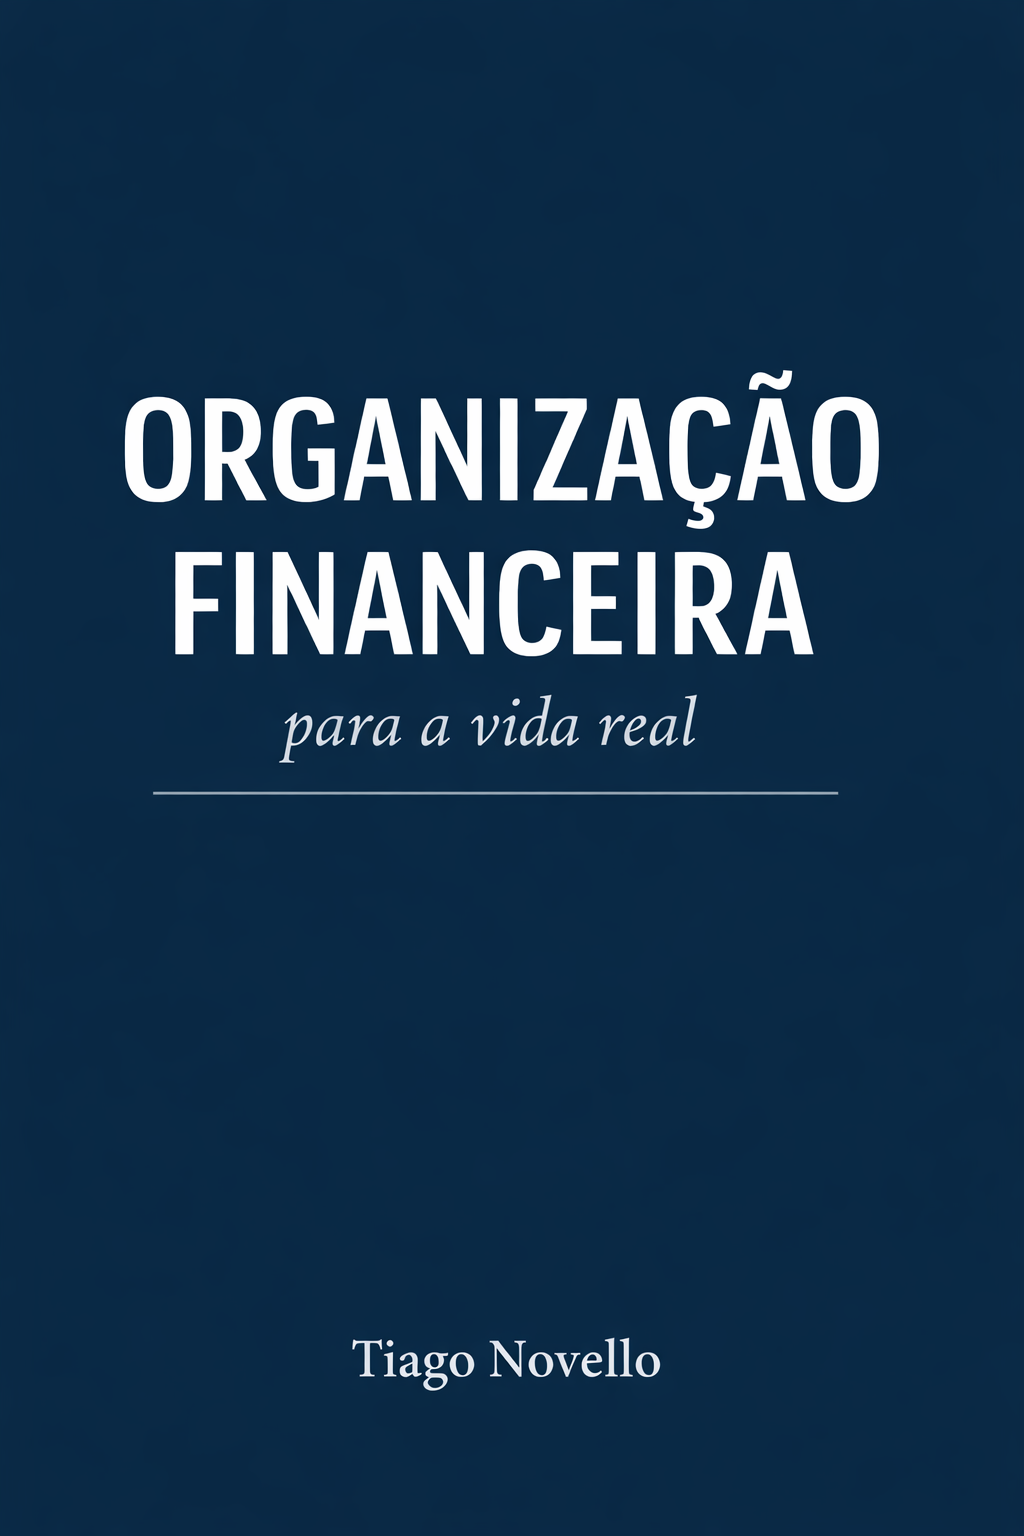 ORGANIZAÇÃO
FINANCEIRA
para a vida real
Tiago Novello